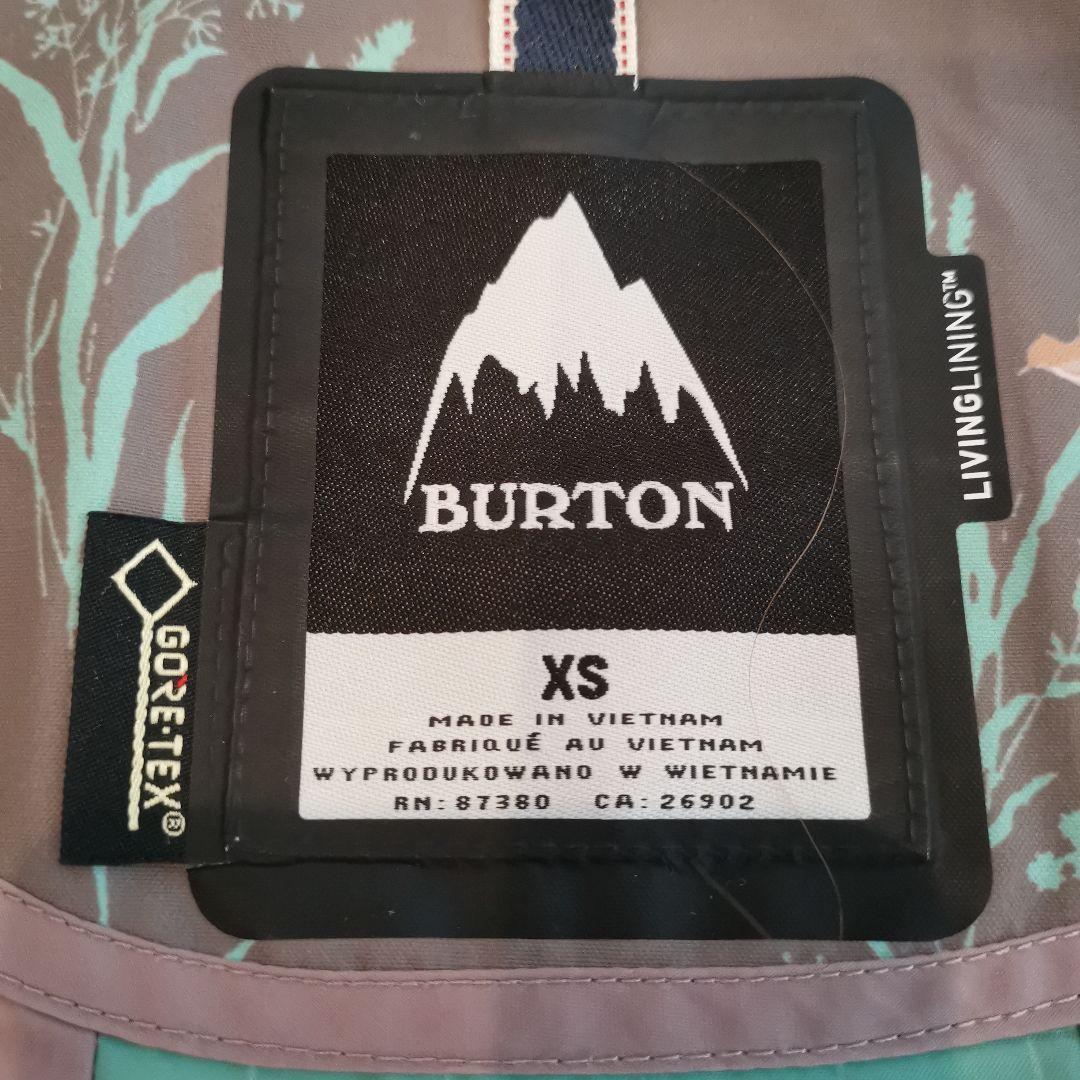 BURTON
XS
MADE IN VIETNAM
FABRIQUÉ AU VIETNAM
WYPRODUKOWANO W WIETNAMIE
RN: 87380 CA: 26902
GORE-TEX®
LIVINGLINING™